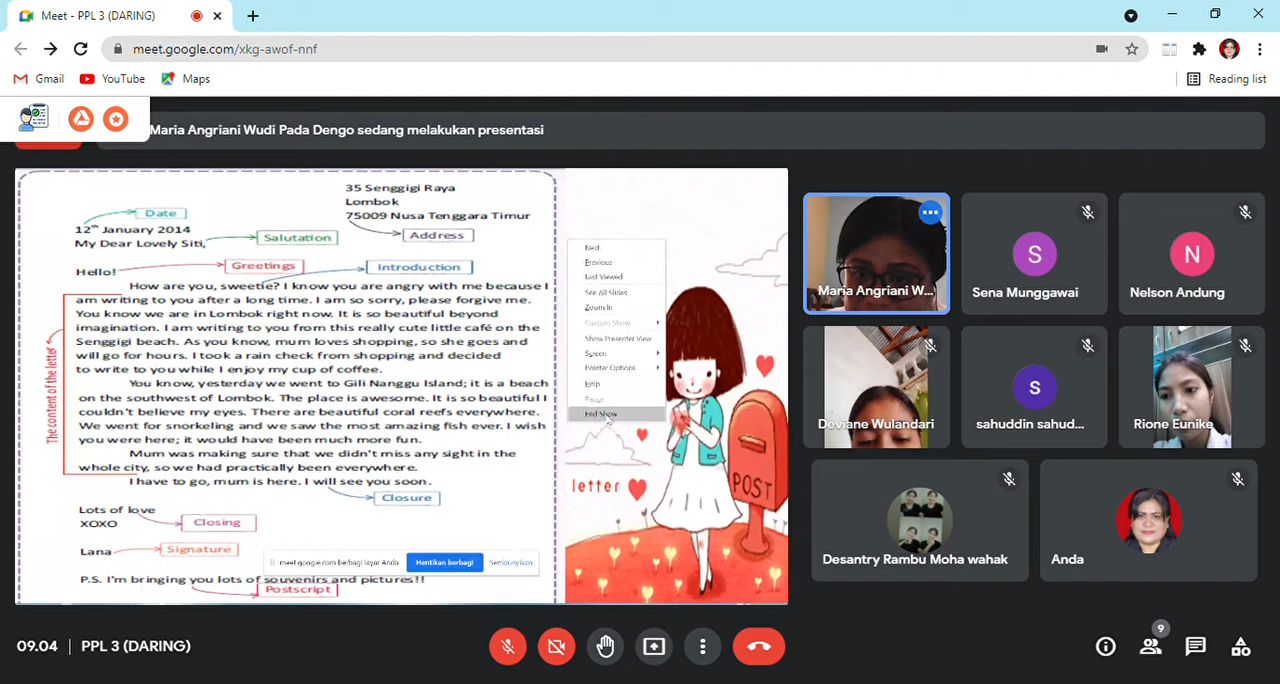 Meet - PPL 3 (DARING)
meet.google.com/xkg-awof-nnf
Gmail
YouTube
Maps
Reading list
Maria Angriani Wudi Pada Dengo sedang melakukan presentasi
35 Senggigi Raya
Lombok
75009 Nusa Tenggara Timur
Address
Date
12th January 2014
My Dear Lovely Siti,
Salutation
Hello!
Greetings
Introduction
How are you, sweetie? I know you are angry with me because I
am writing to you after a long time. I am so sorry, please forgive me.
You know we are in Lombok right now. It is so beautiful beyond
imagination. I am writing to you from this really cute little café on the
Senggigi beach. As you know, mum loves shopping, so she goes and
will go for hours. I took a rain check from shopping and decided
to write to you while I enjoy my cup of coffee.
You know, yesterday we went to Gili Nanggu Island; it is a beach
on the southwest of Lombok. The place is awesome. It is so beautiful I
couldn't believe my eyes. There are beautiful coral reefs everywhere.
We went for snorkeling and we saw the most amazing fish ever. I wish
you were here; it would have been much more fun.
Mum was making sure that we didn't miss any sight in the
whole city, so we had practically been everywhere.
I have to go, mum is here. I will see you soon.
The content of the letter
Closure
Lots of love
XOXO
Closing
Lana
Signature
P.S. I'm bringing you lots of souvenirs and pictures!!
Postscript
meet.google.com berbagi layar Anda
Hentikan berbagi
Sembunyikan
Next
Previous
Last Viewed
See All Slides
Zoom In
Custom Show
Show Presenter View
Screen
Pointer Options
Help
Pause
End Show
letter
POST
Maria Angriani W...
Sena Munggawai
Nelson Andung
Deviane Wulandari
sahuddin sahud...
Rione Eunike
Desantry Rambu Moha wahak
Anda
S
N
S
09.04
PPL 3 (DARING)
9